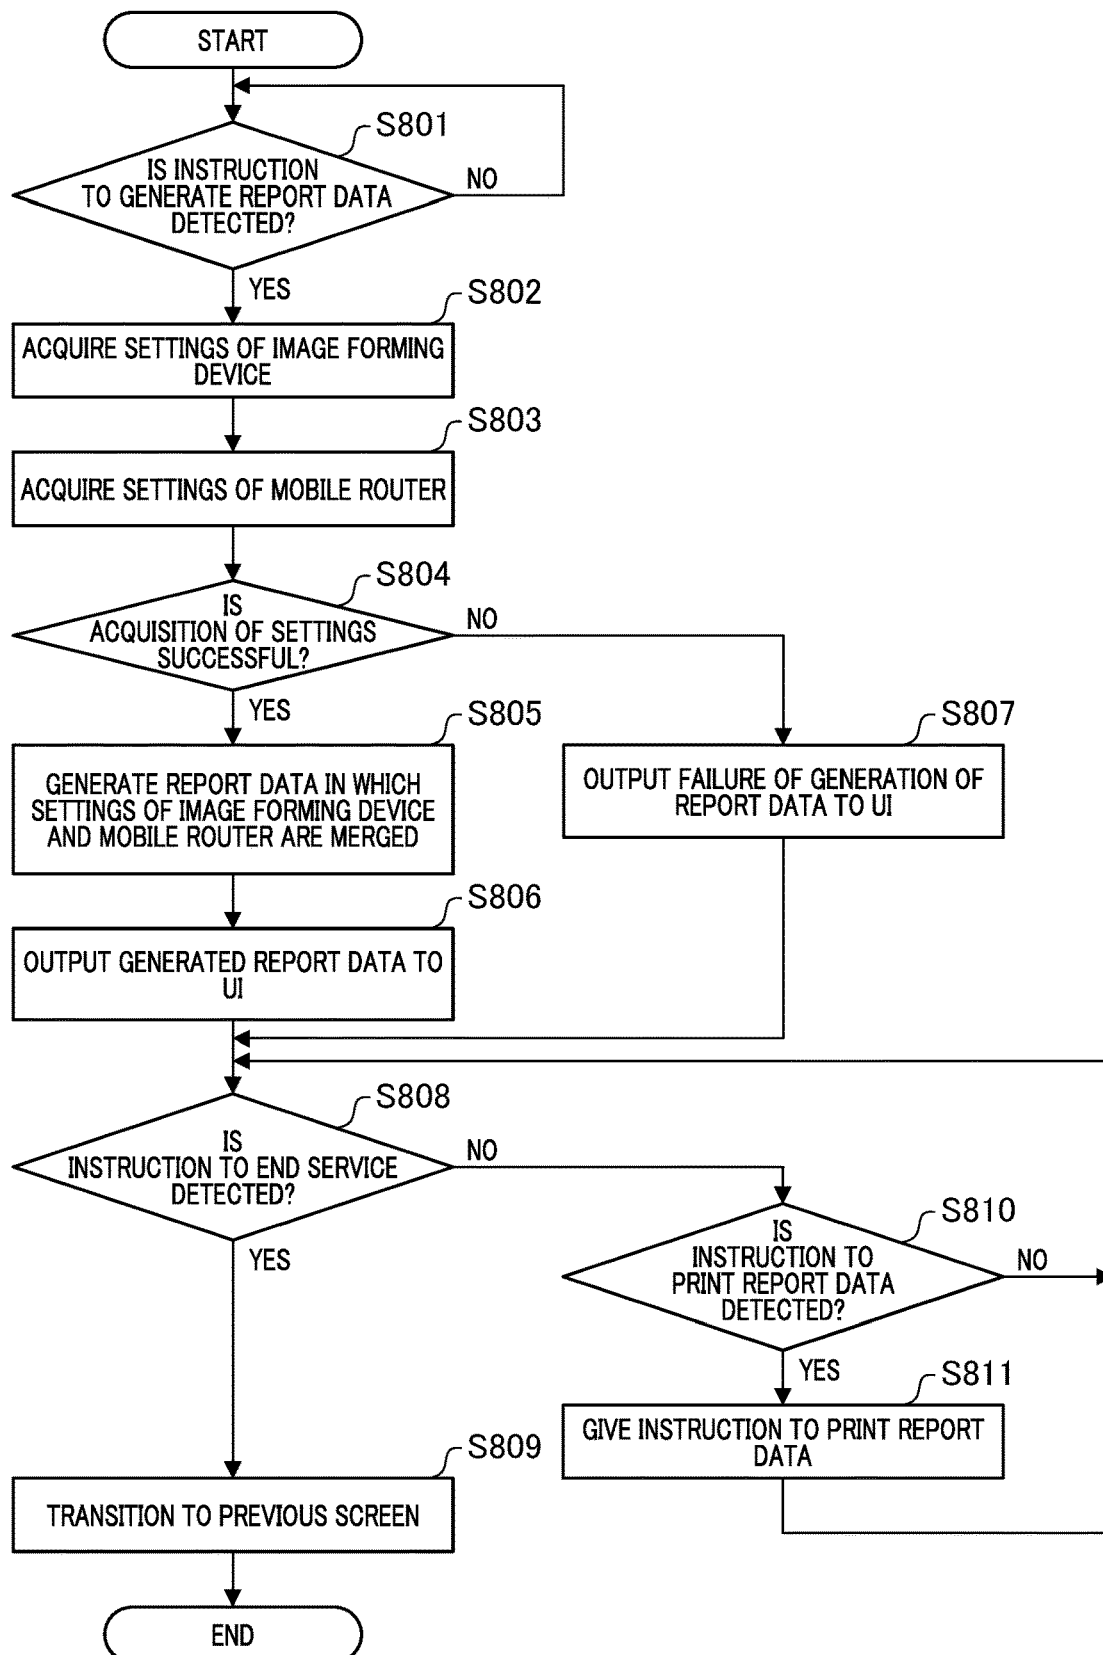 START
S801
IS INSTRUCTION
TO GENERATE REPORT DATA
DETECTED?
NO
YES
S802
ACQUIRE SETTINGS OF IMAGE FORMING
DEVICE
S803
ACQUIRE SETTINGS OF MOBILE ROUTER
S804
IS
ACQUISITION OF SETTINGS
SUCCESSFUL?
NO
YES
S805
GENERATE REPORT DATA IN WHICH
SETTINGS OF IMAGE FORMING DEVICE
AND MOBILE ROUTER ARE MERGED
S807
OUTPUT FAILURE OF GENERATION OF
REPORT DATA TO UI
S806
OUTPUT GENERATED REPORT DATA TO
UI
S808
IS
INSTRUCTION TO END SERVICE
DETECTED?
NO
YES
S810
IS
INSTRUCTION TO
PRINT REPORT DATA
DETECTED?
NO
YES
S811
GIVE INSTRUCTION TO PRINT REPORT
DATA
S809
TRANSITION TO PREVIOUS SCREEN
END